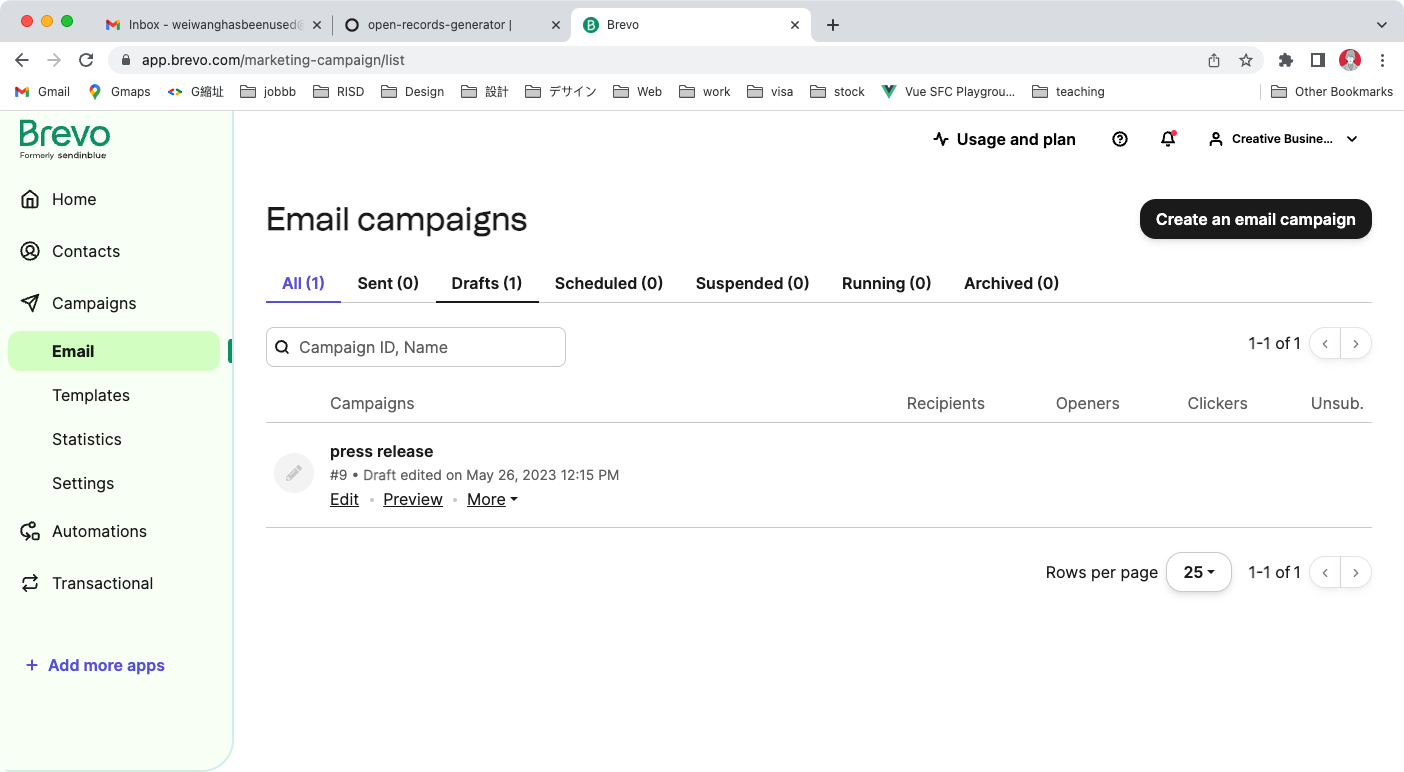 Inbox - weiwanghasbeenused@
open-records-generator |
Brevo
app.brevo.com/marketing-campaign/list
Gmail
Gmaps
G縮址
jobbb
RISD
Design
設計
デサイン
Web
work
visa
stock
Vue SFC Playgrou...
teaching
Other Bookmarks
Brevo
Formerly sendinblue
Usage and plan
Creative Busine...
Home
Contacts
Campaigns
Email
Templates
Statistics
Settings
Automations
Transactional
+ Add more apps
Email campaigns
Create an email campaign
All (1)
Sent (0)
Drafts (1)
Scheduled (0)
Suspended (0)
Running (0)
Archived (0)
Campaign ID, Name
1-1 of 1
Campaigns
Recipients
Openers
Clickers
Unsub.
press release
#9 • Draft edited on May 26, 2023 12:15 PM
Edit • Preview • More
Rows per page
25
1-1 of 1